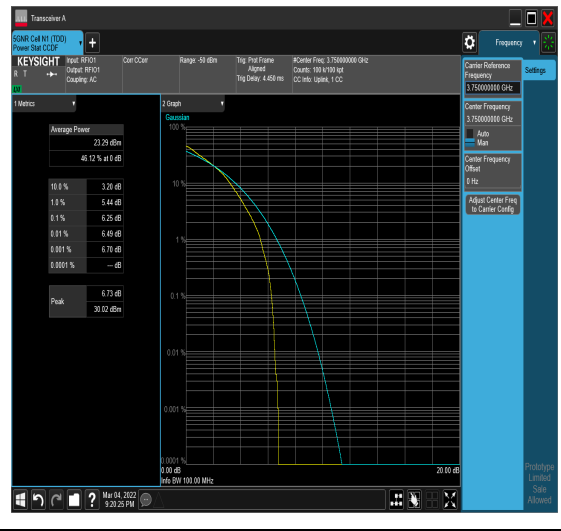 Transceiver A
5GNR Cell N1 (TDD)
Power Stat CCDF
Frequency
KEYSIGHT
R T
LXI
Input: RFIO1
Output: RFIO1
Coupling: AC
Corr CCorr
Range: -50 dBm
Trig: Prot Frame
Aligned
Trig Delay: 4.450 ms
#Center Freq: 3.750000000 GHz
Counts: 100 k/100 kpt
CC Info: Uplink, 1 CC
Carrier Reference
Frequency
3.750000000 GHz
Settings
Center Frequency
3.750000000 GHz
Auto
Man
Center Frequency
Offset
0 Hz
Adjust Center Freq
to Carrier Config
1 Metrics
Average Power
23.29 dBm
46.12 % at 0 dB
10.0 % 3.20 dB
1.0 % 5.44 dB
0.1 % 6.25 dB
0.01 % 6.49 dB
0.001 % 6.70 dB
0.0001 % --- dB
Peak
6.73 dB
30.02 dBm
2 Graph
Gaussian
100 %
10 %
1 %
0.1 %
0.01 %
0.001 %
0.0001 %
0.00 dB
20.00 dB
Info BW 100.00 MHz
Mar 04, 2022
9:20:25 PM
Prototype
Limited
Sale
Allowed